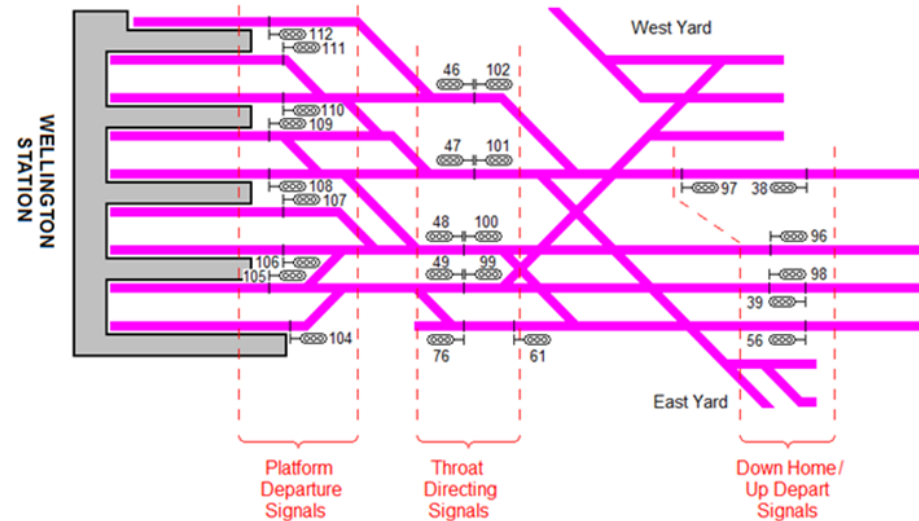 West Yard
112
111
46 102
110
109
WELLINGTON
STATION
47 101
108
107
97 38
48 100
96
106
105
49 99
98
39
104
76 61
56
East Yard
Platform
Departure
Signals
Throat
Directing
Signals
Down Home /
Up Depart
Signals